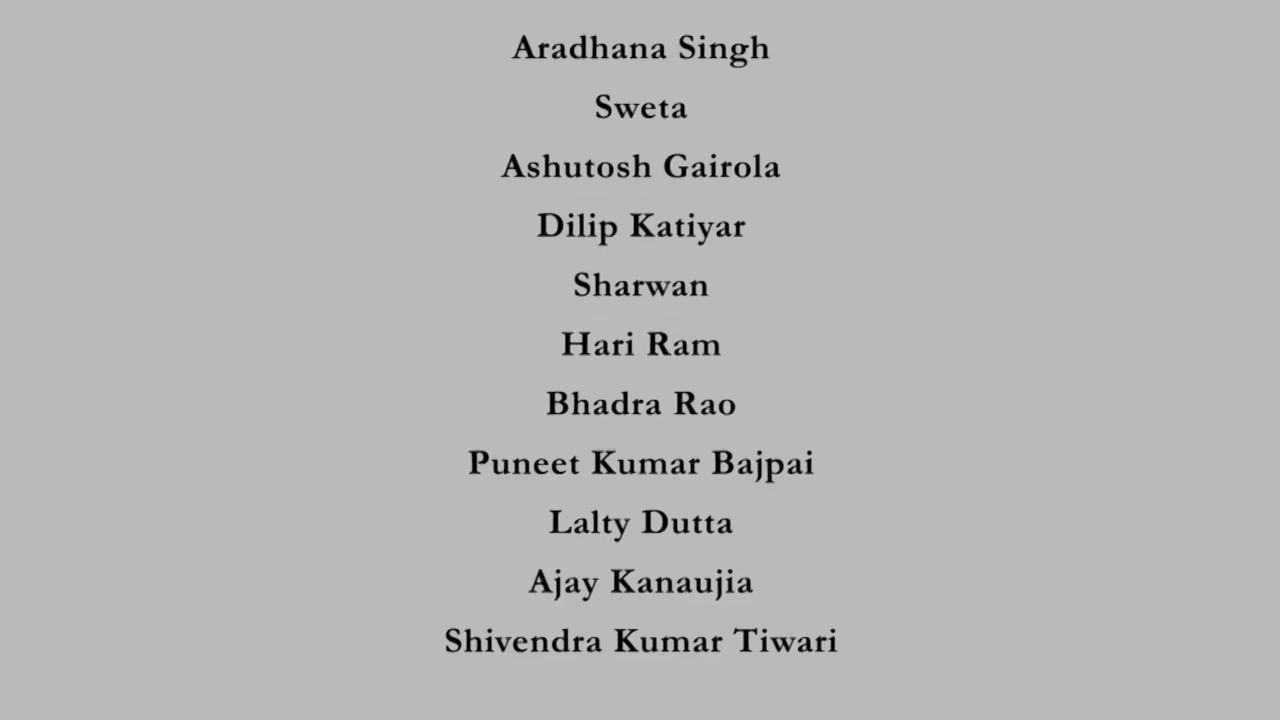 Aradhana Singh
Sweta
Ashutosh Gairola
Dilip Katiyar
Sharwan
Hari Ram
Bhadra Rao
Puneet Kumar Bajpai
Lalty Dutta
Ajay Kanaujia
Shivendra Kumar Tiwari